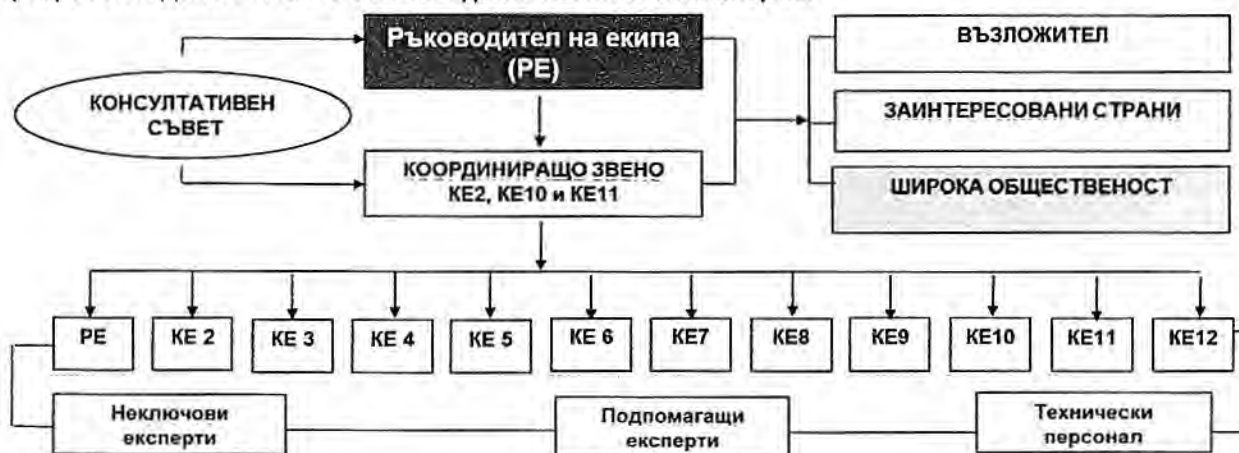 Ръководител на екипа
(РЕ)
КОНСУЛТАТИВЕН
СЪВЕТ
КООРДИНИРАЩО ЗВЕНО
КЕ2, КЕ10 и КЕ11
ВЪЗЛОЖИТЕЛ
ЗАИНТЕРЕСОВАНИ СТРАНИ
ШИРОКА ОБЩЕСТВЕНОСТ
РЕ
КЕ 2
КЕ 3
КЕ 4
КЕ 5
КЕ 6
КЕ7
КЕ8
КЕ9
КЕ10
КЕ11
КЕ12
Неключови
експерти
Подпомагащи
експерти
Технически
персонал